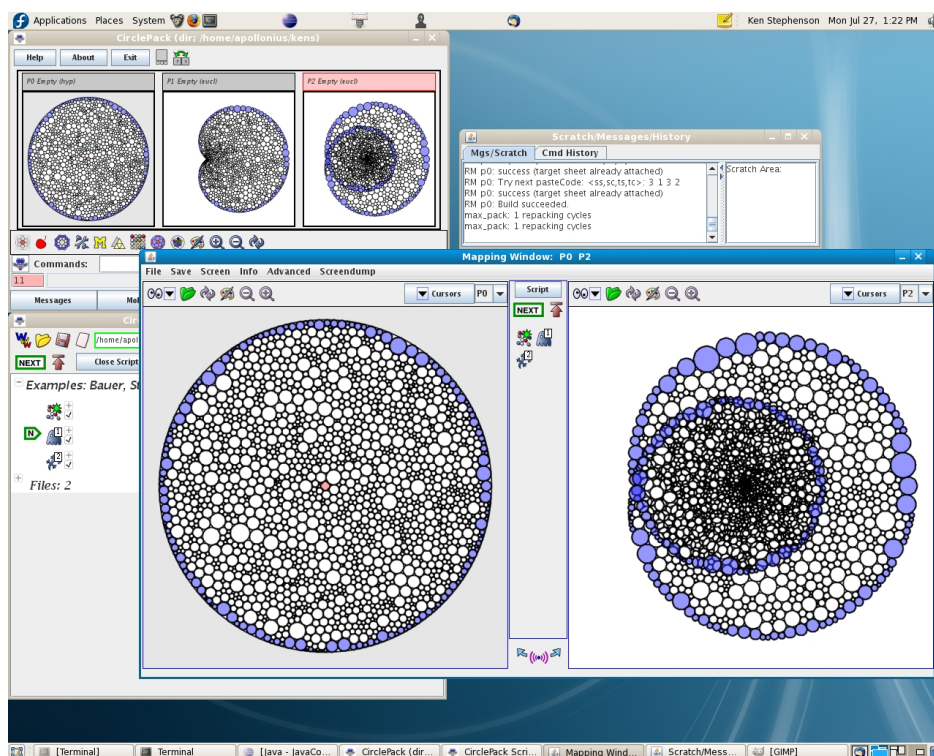 Applications Places System Ken Stephenson Mon Jul 27, 1:22 PM
CirclePack (dir; /home/apollonius/kens)
Help About Exit
P0 Empty (hyp) P1 Empty (eucl) P2 Empty (eucl)
Scratch/Messages/History
Mgs/Scratch Cmd History
RM p0: success (target sheet already attached)
RM p0: Try next pasteCode: <ss,sc,ts,tc>: 3 1 3 2
RM p0: success (target sheet already attached)
RM p0: Build succeeded.
max_pack: 1 repacking cycles
max_pack: 1 repacking cycles
Scratch Area:
Commands:
11
Messages Mo
Mapping Window: P0 P2
File Save Screen Info Advanced Screendump
Cursors P0
Script
NEXT
1
2
Cursors P2
Cir
/home/apol
NEXT Close Script
Examples: Bauer, St
N 1
2
Files: 2
[Terminal] Terminal [Java - JavaCo... CirclePack (dir... CirclePack Scri... Mapping Wind... Scratch/Mess... [GIMP]